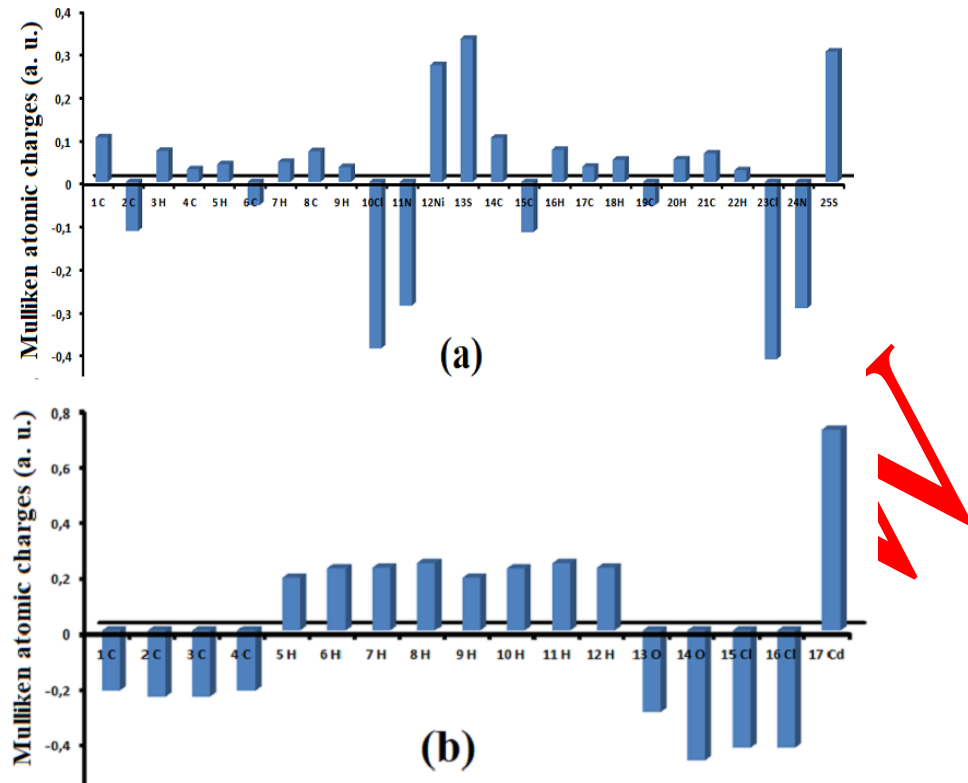 Mulliken atomic charges (a. u.)
0,4
0,3
0,2
0,1
0
-0,1
-0,2
-0,3
-0,4
1 C 2 C 3 H 4 C 5 H 6 C 7 H 8 C 9 H 10Cl 11N 12Ni 13S 14C 15C 16H 17C 18H 19C 20H 21C 22H 23Cl 24N 25S
(a)
Mulliken atomic charges (a. u.)
0,8
0,6
0,4
0,2
0
-0,2
-0,4
1 C 2 C 3 C 4 C 5 H 6 H 7 H 8 H 9 H 10 H 11 H 12 H 13 O 14 O 15 Cl 16 Cl 17 Cd
(b)